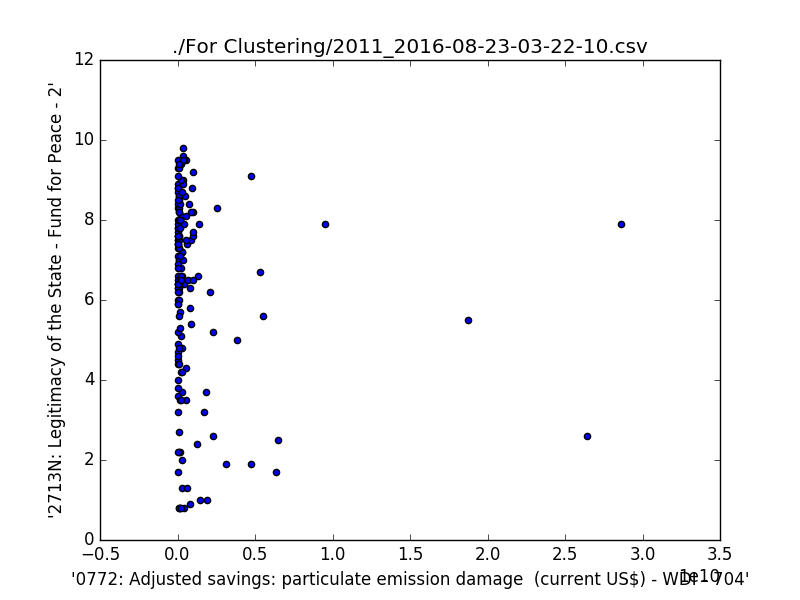 ./For Clustering/2011_2016-08-23-03-22-10.csv
'2713N: Legitimacy of the State - Fund for Peace - 2'
12
10
8
6
4
2
0
−0.5 0.0 0.5 1.0 1.5 2.0 2.5 3.0 3.5
1e10
'0772: Adjusted savings: particulate emission damage (current US$) - WDI - 704'